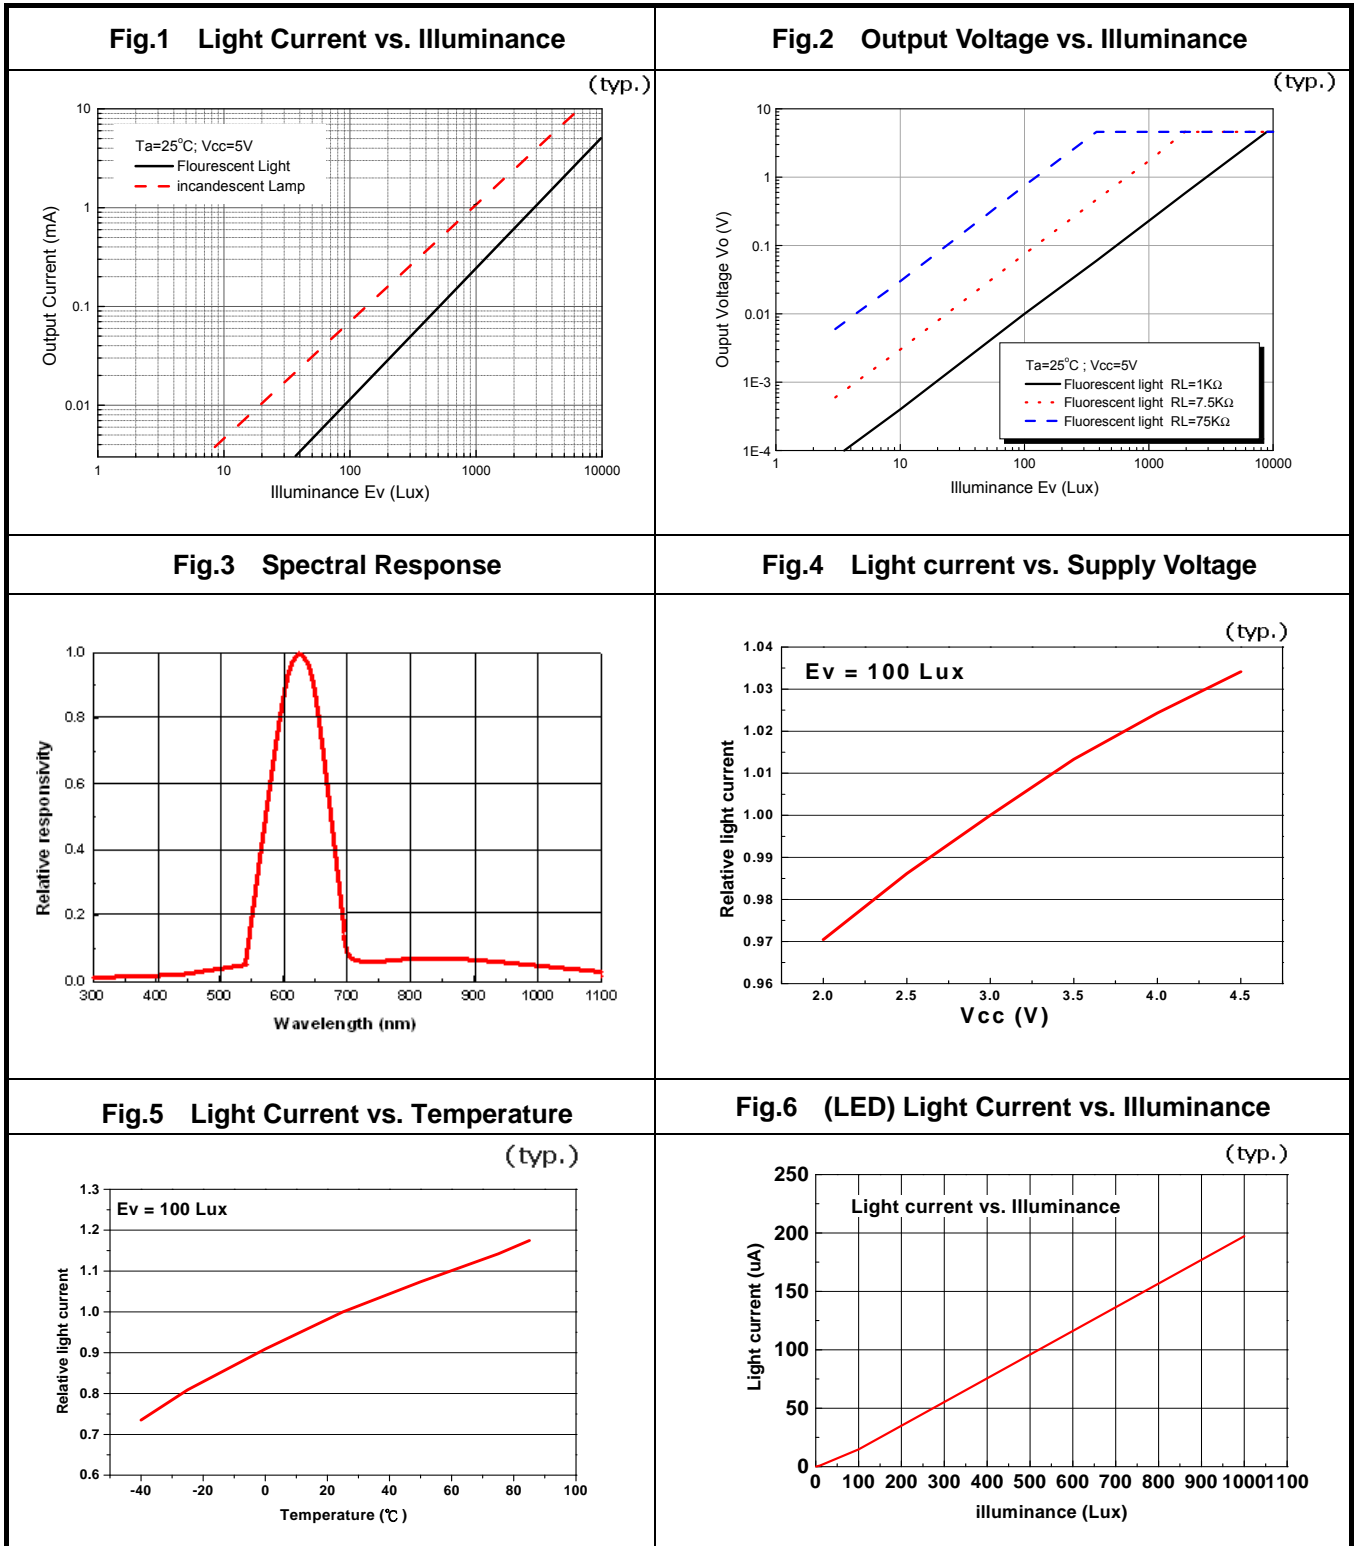 Fig.1 Light Current vs. Illuminance
(typ.)
10
1
0.1
0.01
Output Current (mA)
Ta=25°C; Vcc=5V
Flourescent Light
incandescent Lamp
1 10 100 1000 10000
Illuminance Ev (Lux)
Fig.2 Output Voltage vs. Illuminance
(typ.)
10
1
0.1
0.01
1E-3
1E-4
Ouput Voltage Vo (V)
Ta=25°C ; Vcc=5V
Fluorescent light RL=1KΩ
Fluorescent light RL=7.5KΩ
Fluorescent light RL=75KΩ
1 10 100 1000 10000
Illuminance Ev (Lux)
Fig.3 Spectral Response
1.0
0.8
0.6
0.4
0.2
0.0
Relative responsivity
300 400 500 600 700 800 900 1000 1100
Wavelength (nm)
Fig.4 Light current vs. Supply Voltage
(typ.)
1.04
1.03
1.02
1.01
1.00
0.99
0.98
0.97
0.96
Relative light current
Ev = 100 Lux
2.0 2.5 3.0 3.5 4.0 4.5
Vcc (V)
Fig.5 Light Current vs. Temperature
(typ.)
1.3
1.2
1.1
1.0
0.9
0.8
0.7
0.6
Relative light current
Ev = 100 Lux
-40 -20 0 20 40 60 80 100
Temperature (℃)
Fig.6 (LED) Light Current vs. Illuminance
(typ.)
250
200
150
100
50
0
Light current (uA)
Light current vs. Illuminance
0 100 200 300 400 500 600 700 800 900 1000 1100
illuminance (Lux)